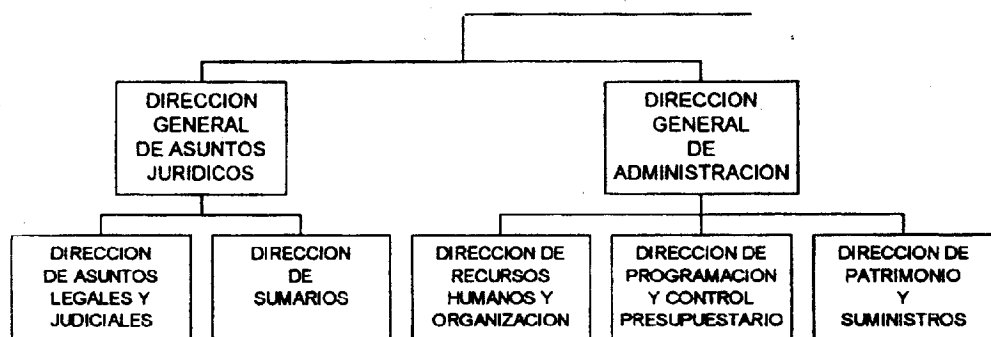 DIRECCION
GENERAL
DE ASUNTOS
JURIDICOS
DIRECCION
GENERAL
DE
ADMINISTRACION
DIRECCION
DE ASUNTOS
LEGALES Y
JUDICIALES
DIRECCION
DE
SUMARIOS
DIRECCION DE
RECURSOS
HUMANOS Y
ORGANIZACION
DIRECCION DE
PROGRAMACION
Y CONTROL
PRESUPUESTARIO
DIRECCION DE
PATRIMONIO
Y
SUMINISTROS